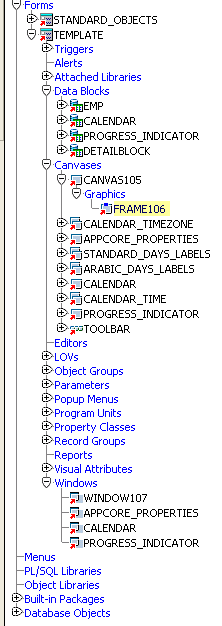 Forms
STANDARD_OBJECTS
TEMPLATE
Triggers
Alerts
Attached Libraries
Data Blocks
EMP
CALENDAR
PROGRESS_INDICATOR
DETAILBLOCK
Canvases
CANVAS105
Graphics
FRAME106
CALENDAR_TIMEZONE
APPCORE_PROPERTIES
STANDARD_DAYS_LABELS
ARABIC_DAYS_LABELS
CALENDAR
CALENDAR_TIME
PROGRESS_INDICATOR
TOOLBAR
Editors
LOVs
Object Groups
Parameters
Popup Menus
Program Units
Property Classes
Record Groups
Reports
Visual Attributes
Windows
WINDOW107
APPCORE_PROPERTIES
CALENDAR
PROGRESS_INDICATOR
Menus
PL/SQL Libraries
Object Libraries
Built-in Packages
Database Objects